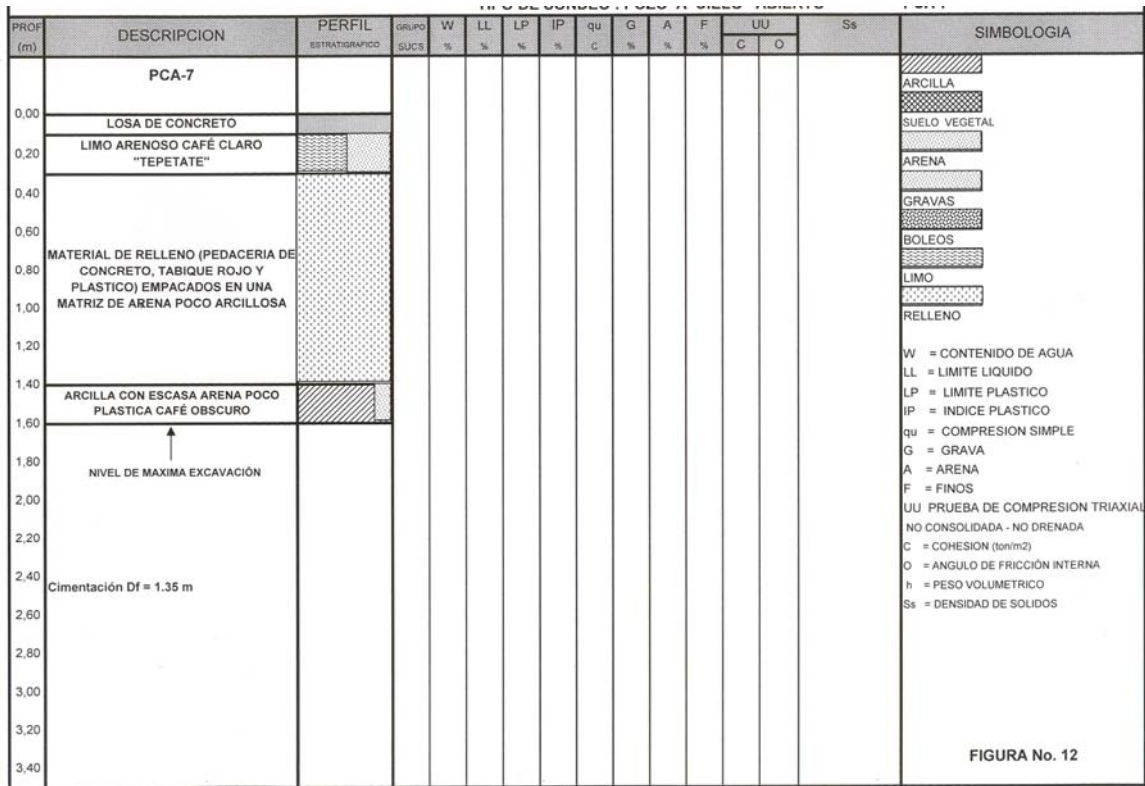 PROF
(m)
DESCRIPCION
PERFIL
ESTRATIGRAFICO
GRUPO
SUCS
W
%
LL
%
LP
%
IP
%
qu
C
G
%
A
%
F
%
UU
C
O
Ss
SIMBOLOGIA
PCA-7
0,00
LOSA DE CONCRETO
LIMO ARENOSO CAFÉ CLARO
"TEPETATE"
0,20
0,40
0,60
MATERIAL DE RELLENO (PEDACERIA DE
CONCRETO, TABIQUE ROJO Y
PLASTICO) EMPACADOS EN UNA
MATRIZ DE ARENA POCO ARCILLOSA
0,80
1,00
1,20
1,40
ARCILLA CON ESCASA ARENA POCO
PLASTICA CAFÉ OBSCURO
1,60
NIVEL DE MAXIMA EXCAVACIÓN
1,80
2,00
2,20
2,40
Cimentación Df = 1.35 m
2,60
2,80
3,00
3,20
3,40
ARCILLA
SUELO VEGETAL
ARENA
GRAVAS
BOLEOS
LIMO
RELLENO
W = CONTENIDO DE AGUA
LL = LIMITE LIQUIDO
LP = LIMITE PLASTICO
IP = INDICE PLASTICO
qu = COMPRESION SIMPLE
G = GRAVA
A = ARENA
F = FINOS
UU PRUEBA DE COMPRESION TRIAXIAL
NO CONSOLIDADA - NO DRENADA
C = COHESION (ton/m2)
O = ANGULO DE FRICCIÓN INTERNA
h = PESO VOLUMETRICO
Ss = DENSIDAD DE SOLIDOS
FIGURA No. 12